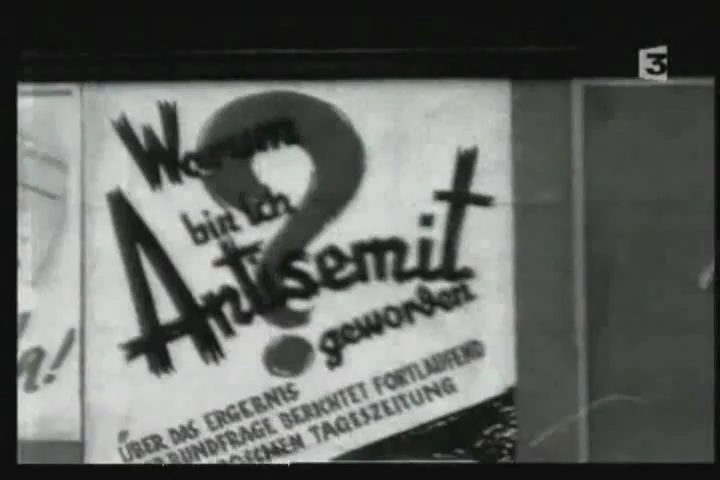 3
Warum
bin ich
Antisemit
geworden
?
ÜBER DAS ERGEBNIS
RUNDFRAGE BERICHTET FORTLAUFEND
TAGESZEITUNG